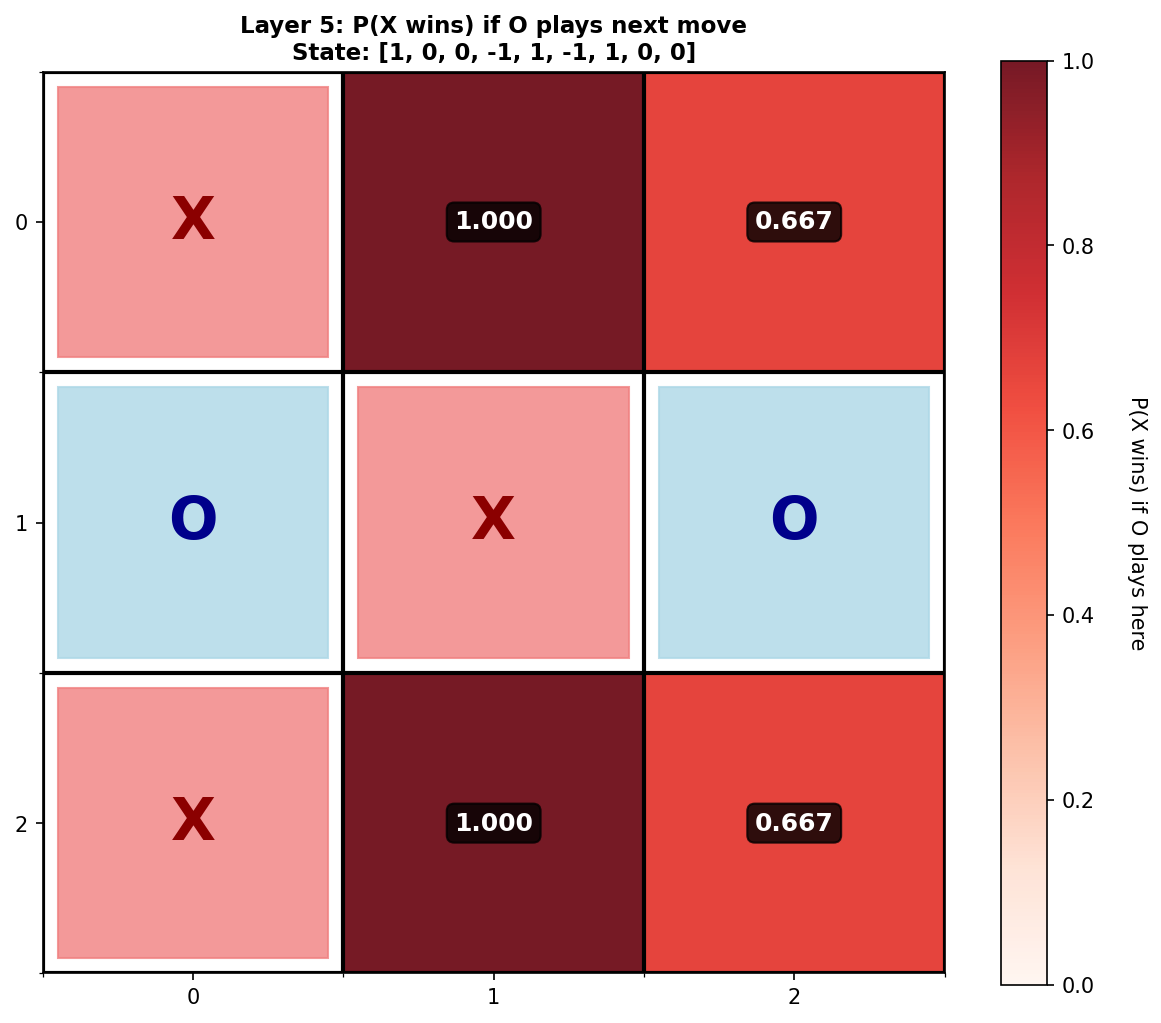 Layer 5: P(X wins) if O plays next move
State: [1, 0, 0, -1, 1, -1, 1, 0, 0]
0
X
1.000
0.667
1
O
X
O
2
X
1.000
0.667
0
1
2
1.0
0.8
0.6
0.4
0.2
0.0
P(X wins) if O plays here